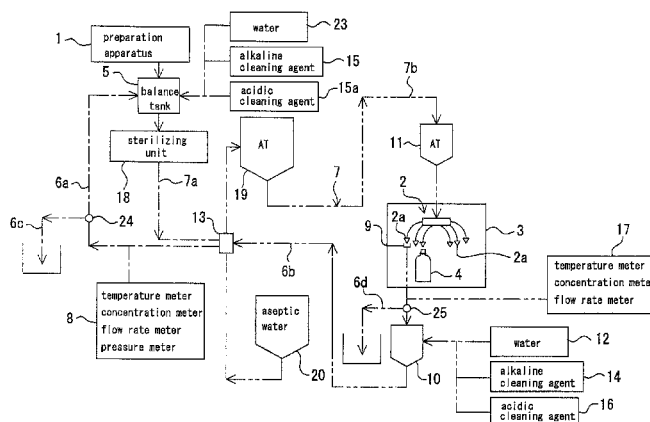 1
preparation
apparatus
5
balance
tank
water
23
alkaline
cleaning agent
15
acidic
cleaning agent
15a
sterilizing
unit
18
7a
6a
6c
24
13
AT
19
7
7b
11
AT
2
2a
2a
3
9
4
17
temperature meter
concentration meter
flow rate meter
6b
6d
25
8
temperature meter
concentration meter
flow rate meter
pressure meter
aseptic
water
20
10
water
12
alkaline
cleaning agent
14
acidic
cleaning agent
16